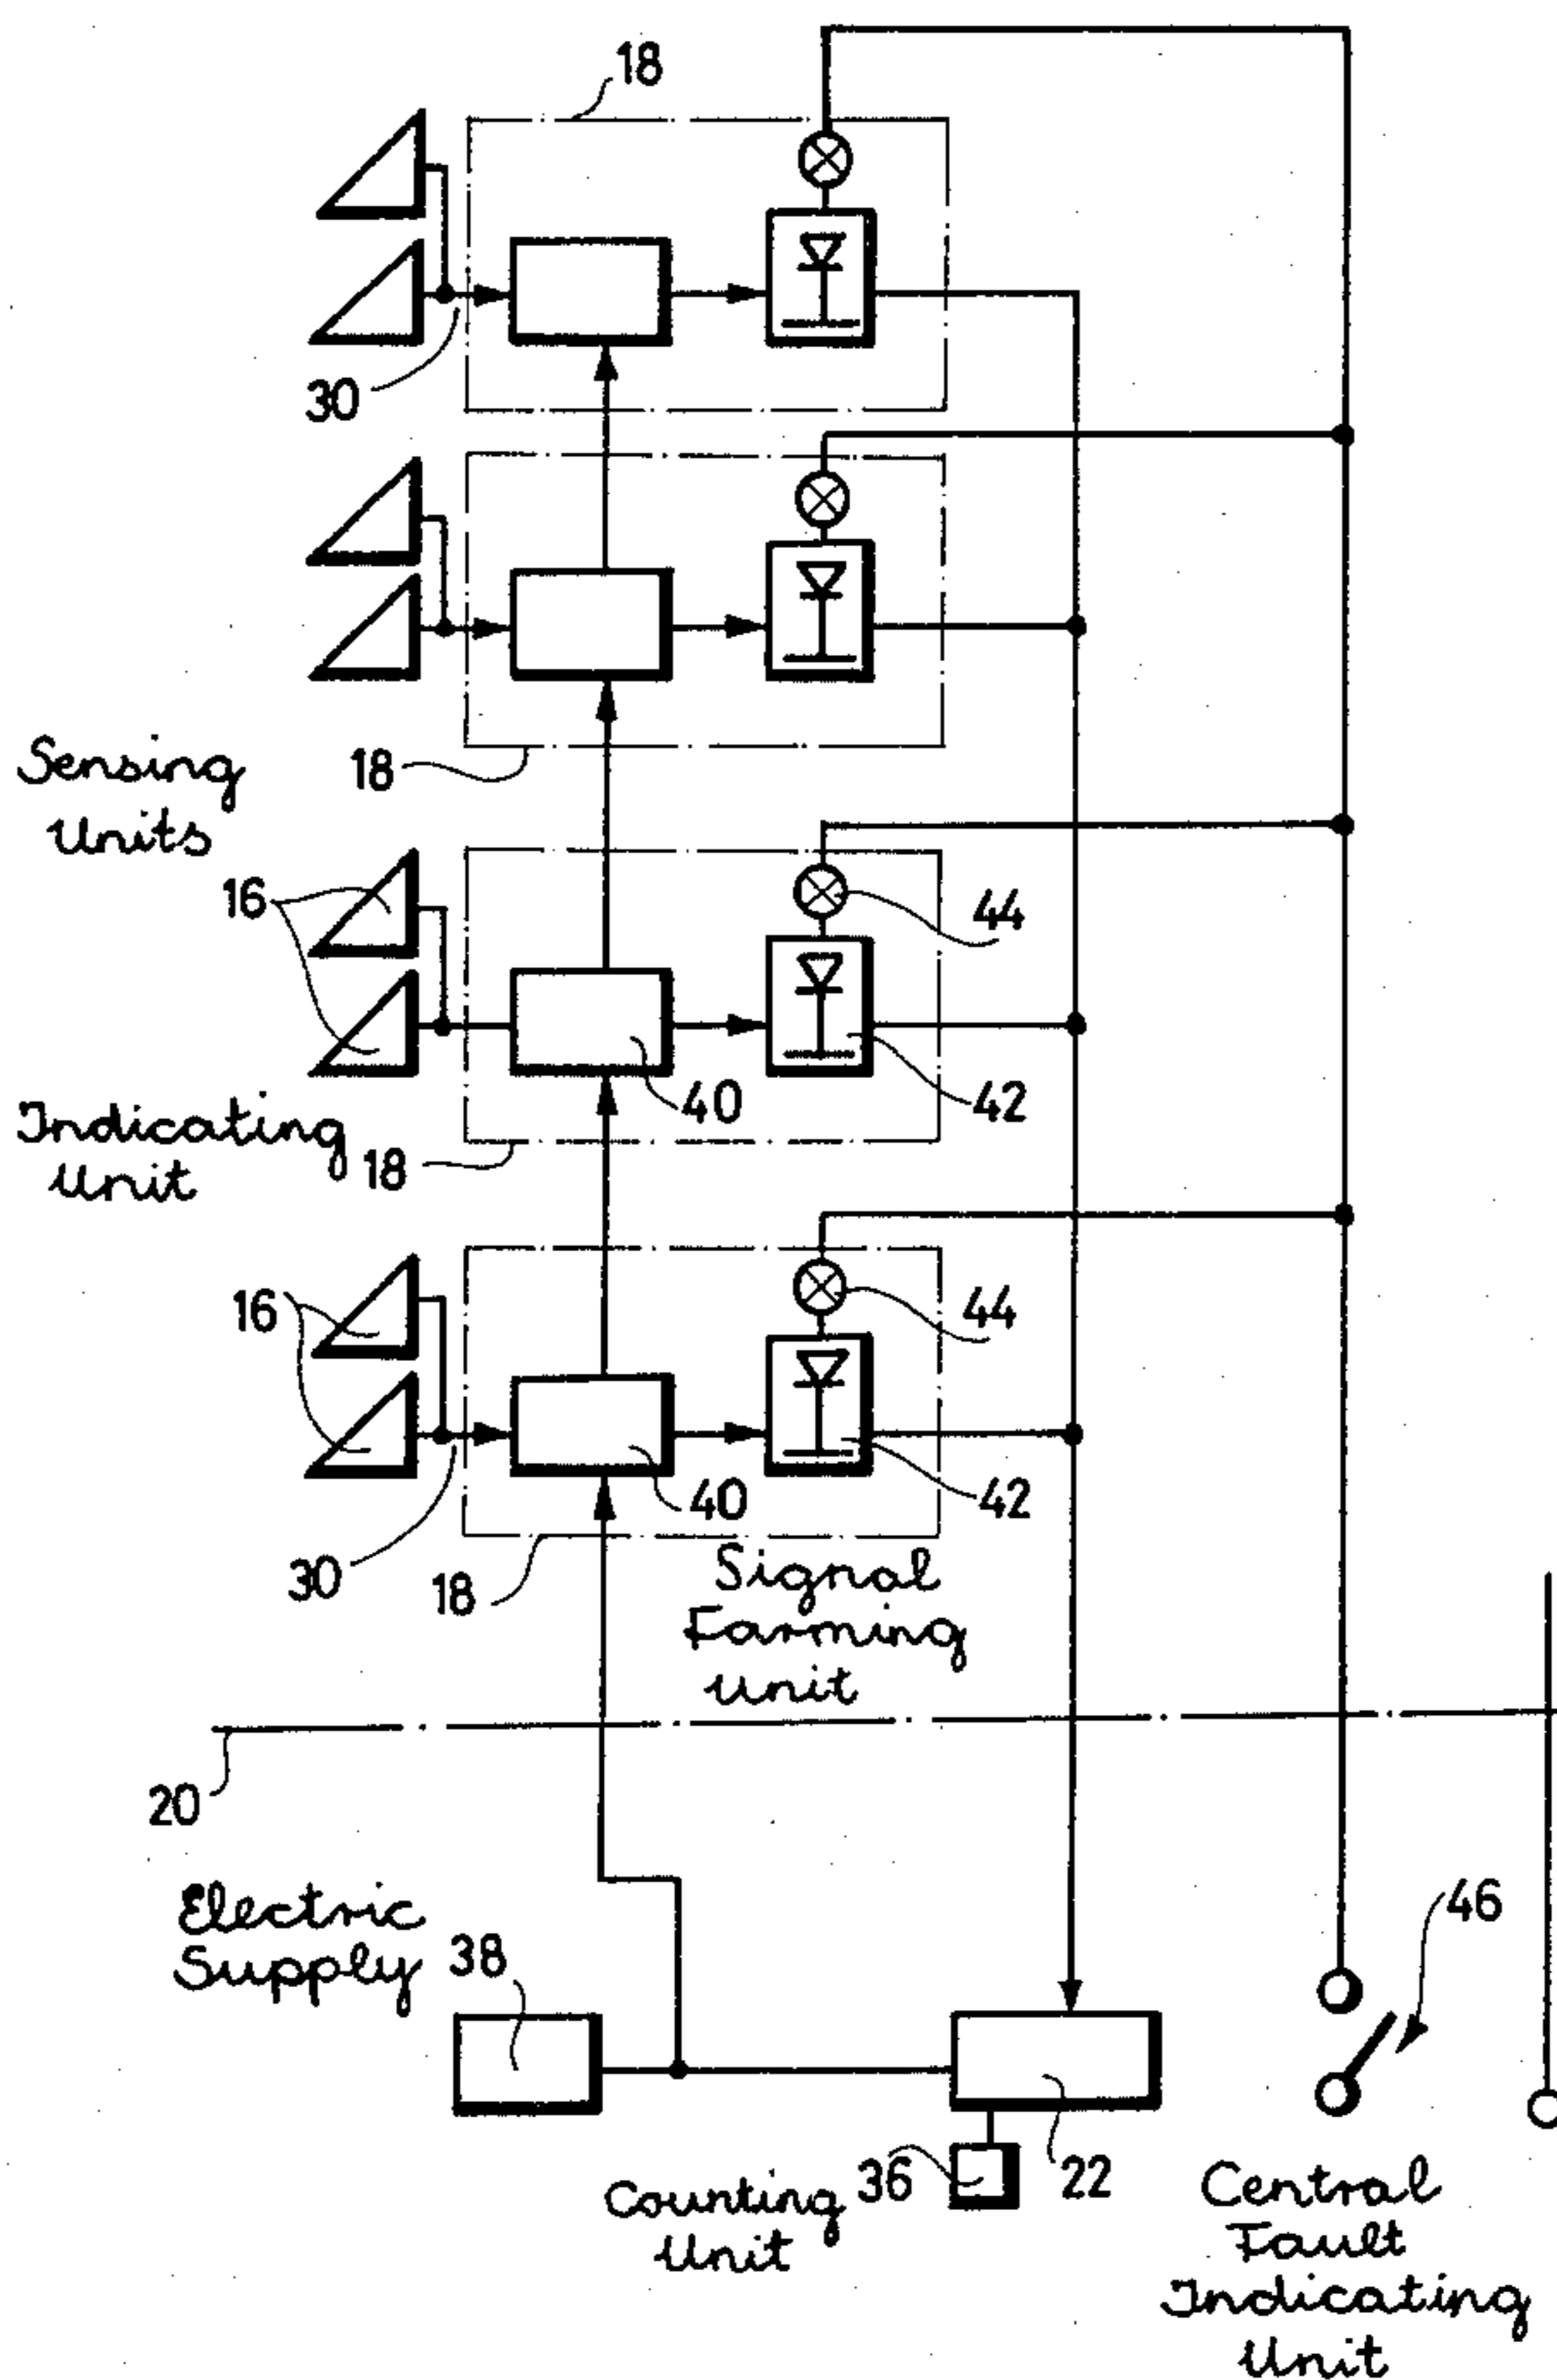 18
30
18
Sensing
Units
16
44
40
42
Indicating
Unit
18
16
44
40
42
30
18
Signal
Farming
Unit
20
Electric
Supply
38
46
36
22
Counting
Unit
Central
Fault
Indicating
Unit